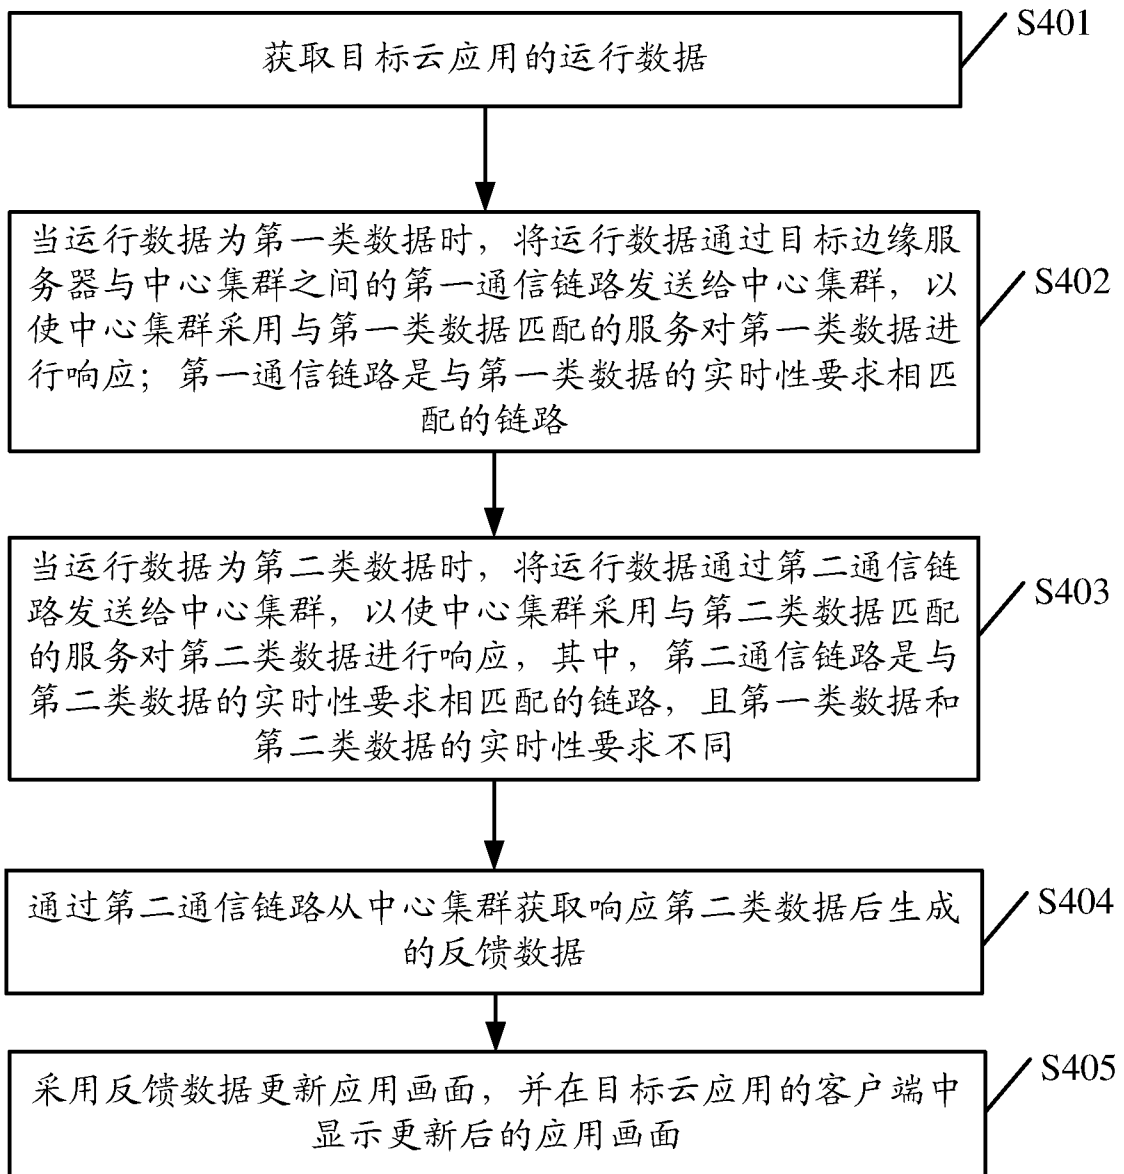 获取目标云应用的运行数据
S401
当运行数据为第一类数据时，将运行数据通过目标边缘服
务器与中心集群之间的第一通信链路发送给中心集群，以
使中心集群采用与第一类数据匹配的服务对第一类数据进
行响应；第一通信链路是与第一类数据的实时性要求相匹
配的链路
S402
当运行数据为第二类数据时，将运行数据通过第二通信链
路发送给中心集群，以使中心集群采用与第二类数据匹配
的服务对第二类数据进行响应，其中，第二通信链路是与
第二类数据的实时性要求相匹配的链路，且第一类数据和
第二类数据的实时性要求不同
S403
通过第二通信链路从中心集群获取响应第二类数据后生成
的反馈数据
S404
采用反馈数据更新应用画面，并在目标云应用的客户端中
显示更新后的应用画面
S405